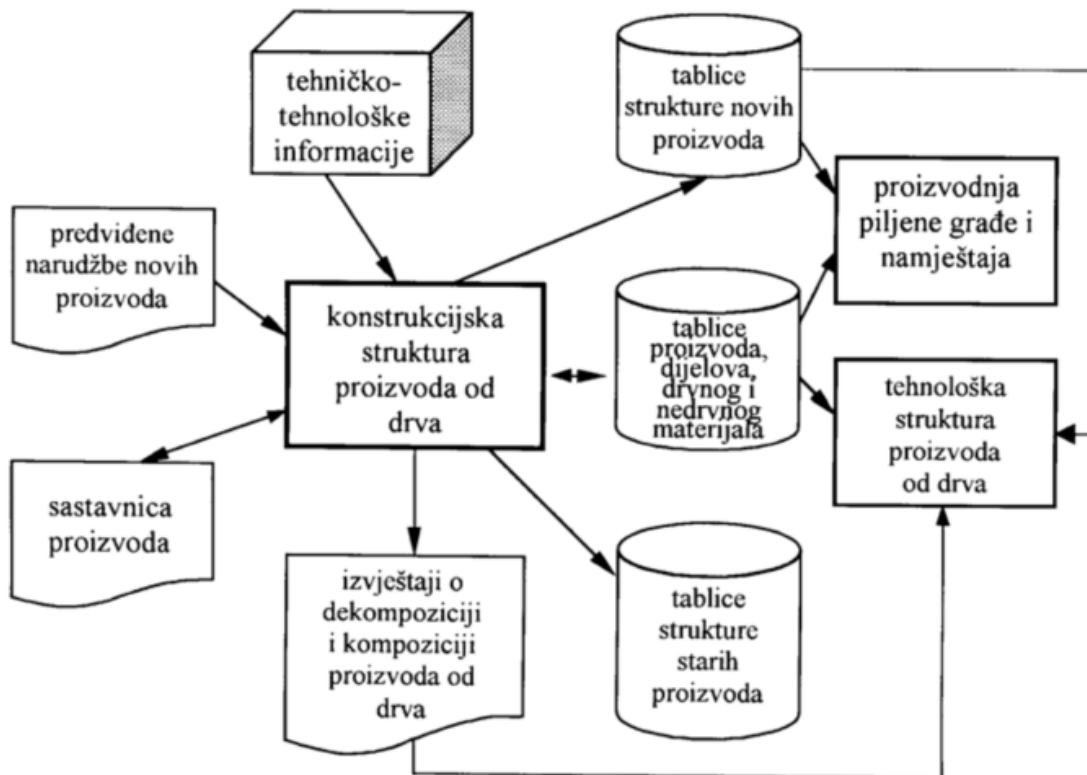 tehničko-
tehnološke
informacije
tablice
strukture novih
proizvoda
proizvodnja
piljene građe i
namještaja
predviđene
narudžbe novih
proizvoda
konstrukcijska
struktura
proizvoda od
drva
tablice
proizvoda,
dijelova,
drvnog i
nedrvnog
materijala
tehnološka
struktura
proizvoda
od drva
sastavnica
proizvoda
izvještaji o
dekompoziciji
i kompoziciji
proizvoda od
drva
tablice
strukture
starih
proizvoda